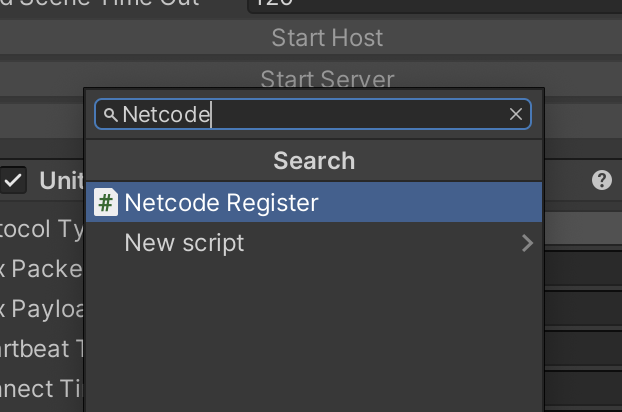 d Scene Time Out 120
Start Host
Start Server
Netcode
Search
Unit
Netcode Register
tocol Ty
New script
x Packe
x Payloa
artbeat T
nnect Ti